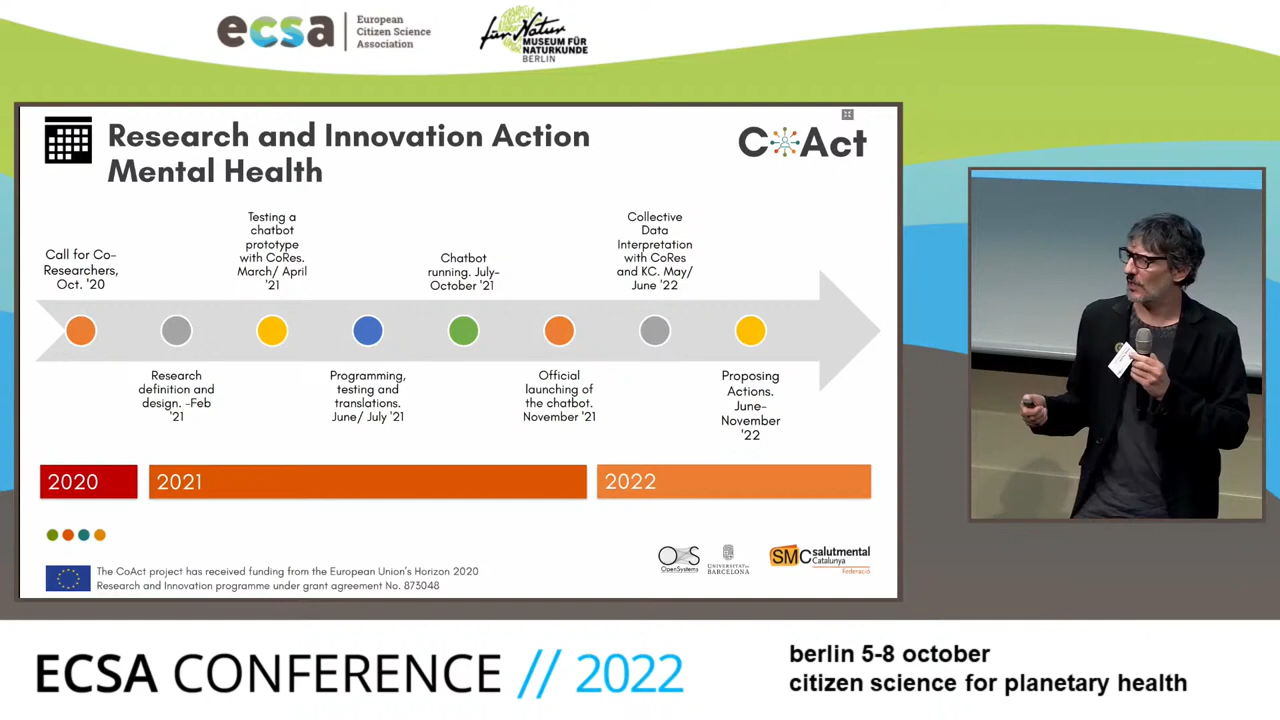 ecsa
European
Citizen Science
Association
für Natur
MUSEUM FÜR
NATURKUNDE
BERLIN
Research and Innovation Action
Mental Health
CoAct
Call for Co-
Researchers,
Oct. '20
Research
definition and
design. -Feb
'21
Testing a
chatbot
prototype
with CoRes.
March/ April
'21
Programming,
testing and
translations.
June/ July '21
Chatbot
running. July-
October '21
Official
launching of
the chatbot.
November '21
Collective
Data
Interpretation
with CoRes
and KC. May/
June '22
Proposing
Actions.
June-
November
'22
2020
2021
2022
The CoAct project has received funding from the European Union's Horizon 2020
Research and Innovation programme under grant agreement No. 873048
OpenSystems
UNIVERSITAT DE
BARCELONA
SMC salutmental
Catalunya
Federació
ECSA CONFERENCE // 2022
berlin 5-8 october
citizen science for planetary health